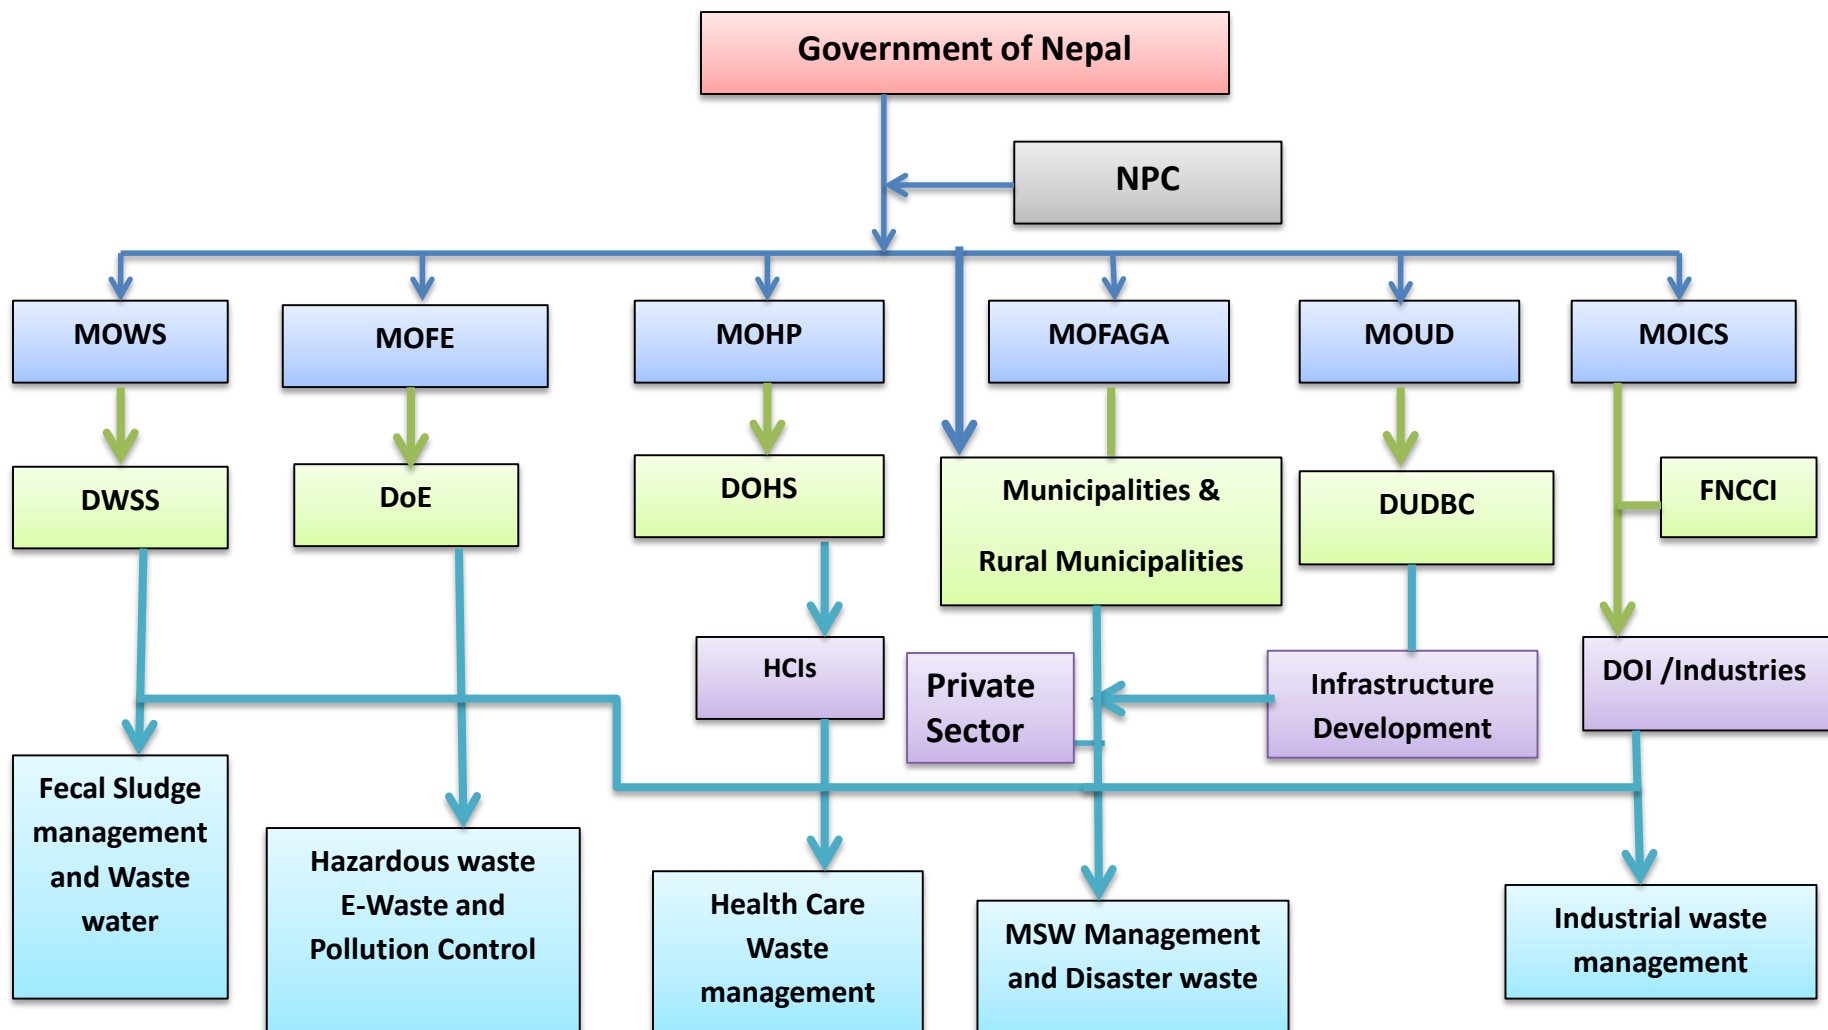 Government of Nepal
NPC
MOWS
MOFE
MOHP
MOFAGA
MOUD
MOICS
DWSS
DoE
DOHS
Municipalities &
Rural Municipalities
DUDBC
FNCCI
HCIs
Private
Sector
Infrastructure
Development
DOI /Industries
Fecal Sludge
management
and Waste
water
Hazardous waste
E-Waste and
Pollution Control
Health Care
Waste
management
MSW Management
and Disaster waste
Industrial waste
management